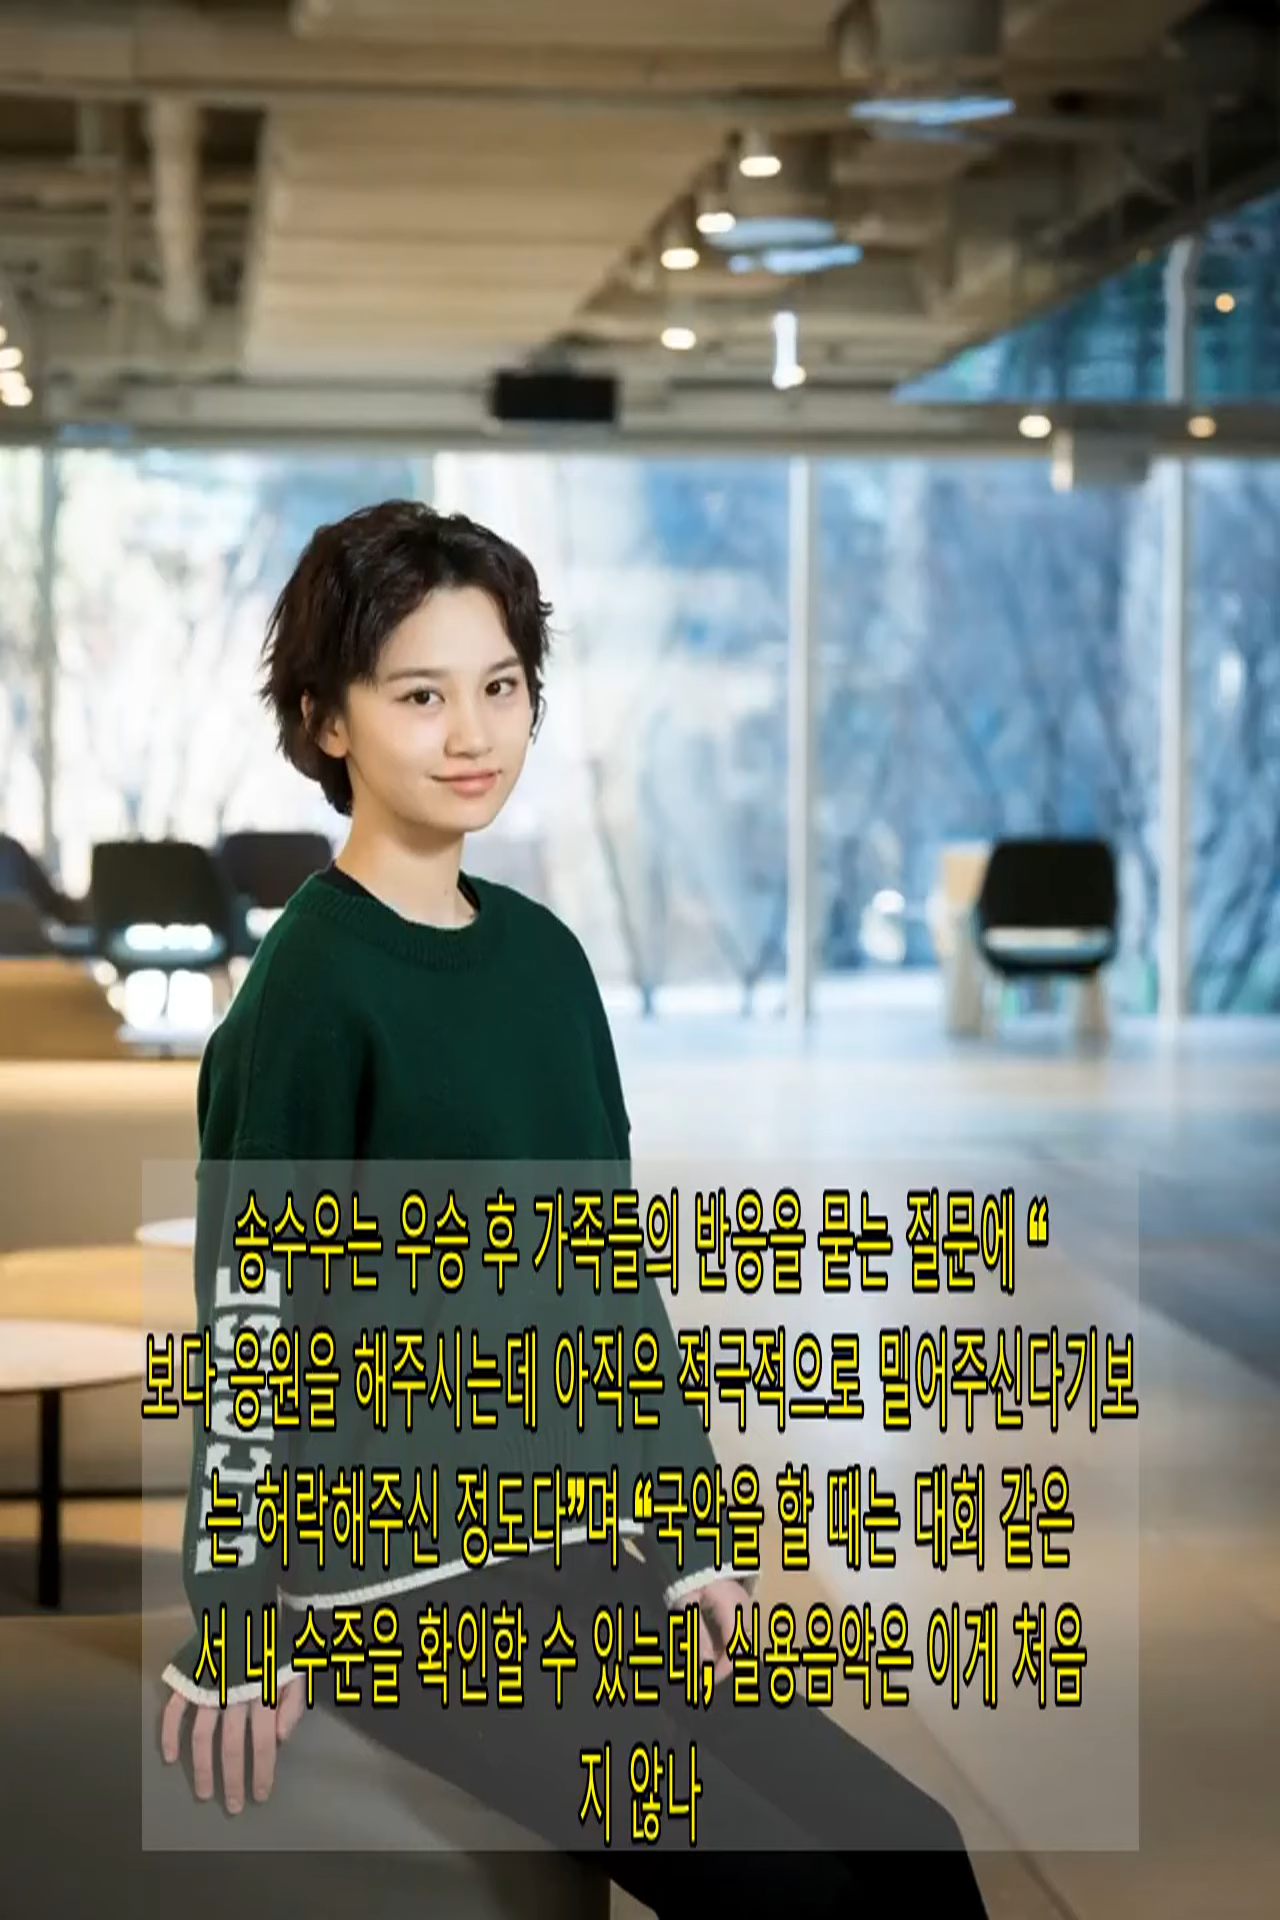 송수우는 우승 후 가족들의 반응을 묻는 질문에 “
보다 응원을 해주시는데 아직은 적극적으로 밀어주신다기보
는 허락해주신 정도다”며 “국악을 할 때는 대회 같은
서 내 수준을 확인할 수 있는데, 실용음악은 이게 처음
지 않나